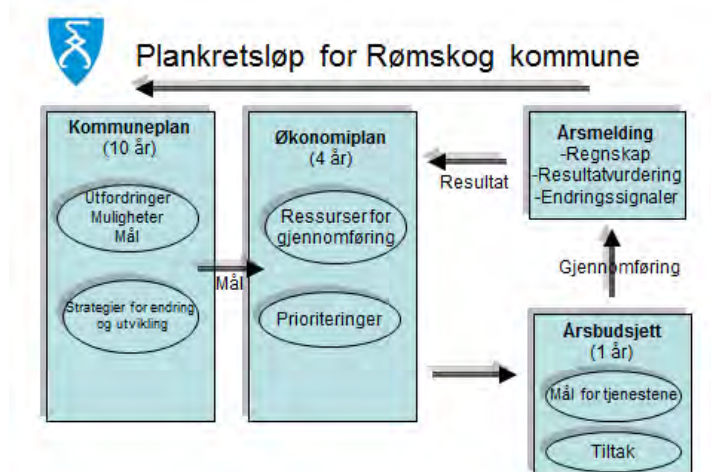 Plankretsløp for Rømskog kommune
Kommuneplan
(10 år)
Utfordringer
Muligheter
Mål
Strategier for endring
og utvikling
Mål
Økonomiplan
(4 år)
Ressurser for
gjennomføring
Prioriteringer
Resultat
Årsmelding
-Regnskap
-Resultatvurdering
-Endringssignaler
Gjennomføring
Årsbudsjett
(1 år)
Mål for tjenestene
Tiltak